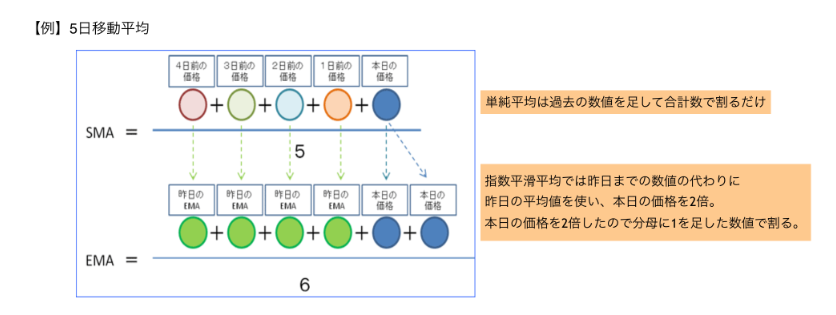 【例】5日移動平均
4日前の 3日前の 2日前の 1日前の 本日の
価格 価格 価格 価格 価格
+ + + +
単純平均は過去の数値を足して合計数で割るだけ
SMA =
5
指数平滑平均では昨日までの数値の代わりに
昨日の平均値を使い、本日の価格を2倍。
本日の価格を2倍したので分母に1を足した数値で割る。
昨日の 昨日の 昨日の 昨日の 本日の 本日の
EMA EMA EMA EMA 価格 価格
+ + + + +
EMA =
6